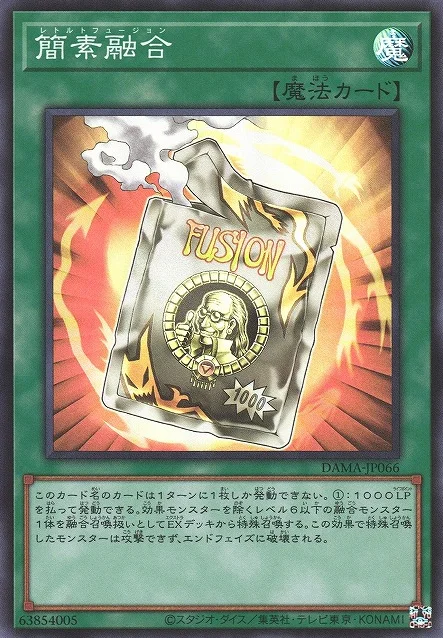 レトルトフュージョン
簡素融合
魔
まほう
【魔法カード】
FUSION
1000
DAMA-JP066
このカード名のカードは1ターンに1枚しか発動できない。①:1000LP
を払って発動できる。効果モンスターを除くレベル6以下の融合モンスター
1体を融合召喚扱いとしてEXデッキから特殊召喚する。この効果で特殊召喚
したモンスターは攻撃できず、エンドフェイズに破壊される。
63854005
©スタジオ・ダイス/集英社・テレビ東京・KONAMI